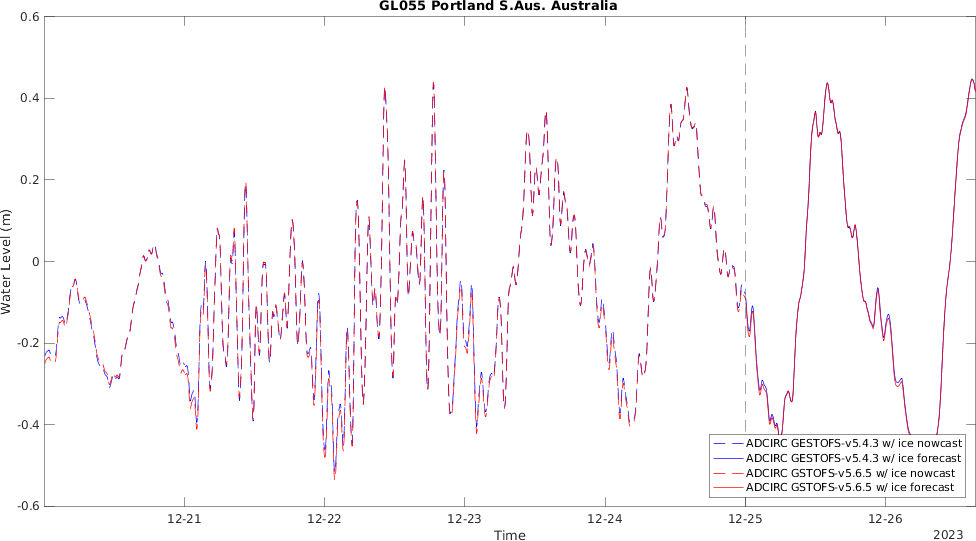 GL055 Portland S.Aus. Australia
0.6
0.4
0.2
0
-0.2
-0.4
-0.6
Water Level (m)
12-21
12-22
12-23
12-24
12-25
12-26
Time
2023
ADCIRC GESTOFS-v5.4.3 w/ ice nowcast
ADCIRC GESTOFS-v5.4.3 w/ ice forecast
ADCIRC GSTOFS-v5.6.5 w/ ice nowcast
ADCIRC GSTOFS-v5.6.5 w/ ice forecast